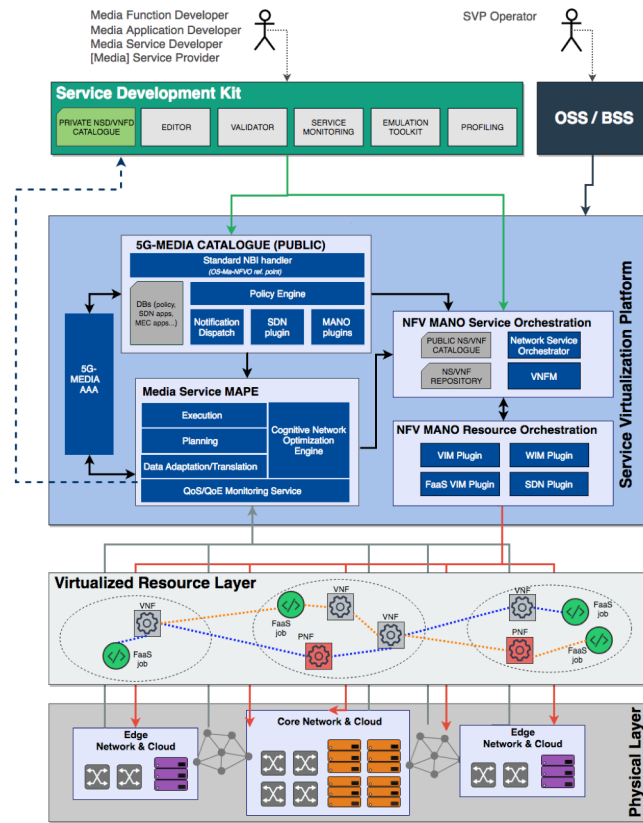 Media Function Developer
Media Application Developer
Media Service Developer
[Media] Service Provider
SVP Operator
Service Development Kit
PRIVATE NSD/VNFD
CATALOGUE
EDITOR
VALIDATOR
SERVICE
MONITORING
EMULATION
TOOLKIT
PROFILING
OSS / BSS
Service Virtualization Platform
5G-MEDIA CATALOGUE (PUBLIC)
Standard NBI handler
(OS-Ma-NFVO ref. point)
DBs {policy,
SDN apps,
MEC apps...}
Policy Engine
Notification
Dispatch
SDN
plugin
MANO
plugins
5G-
MEDIA
AAA
NFV MANO Service Orchestration
PUBLIC NS/VNF
CATALOGUE
Network Service
Orchestrator
NS/VNF
REPOSITORY
VNFM
Media Service MAPE
Execution
Planning
Data Adaptation/Translation
Cognitive Network
Optimization
Engine
QoS/QoE Monitoring Service
NFV MANO Resource Orchestration
VIM Plugin
WIM Plugin
FaaS VIM Plugin
SDN Plugin
Virtualized Resource Layer
VNF
FaaS
job
FaaS
job
VNF
PNF
VNF
VNF
PNF
FaaS
job
FaaS
job
Physical Layer
Edge
Network & Cloud
Core Network & Cloud
Edge
Network & Cloud